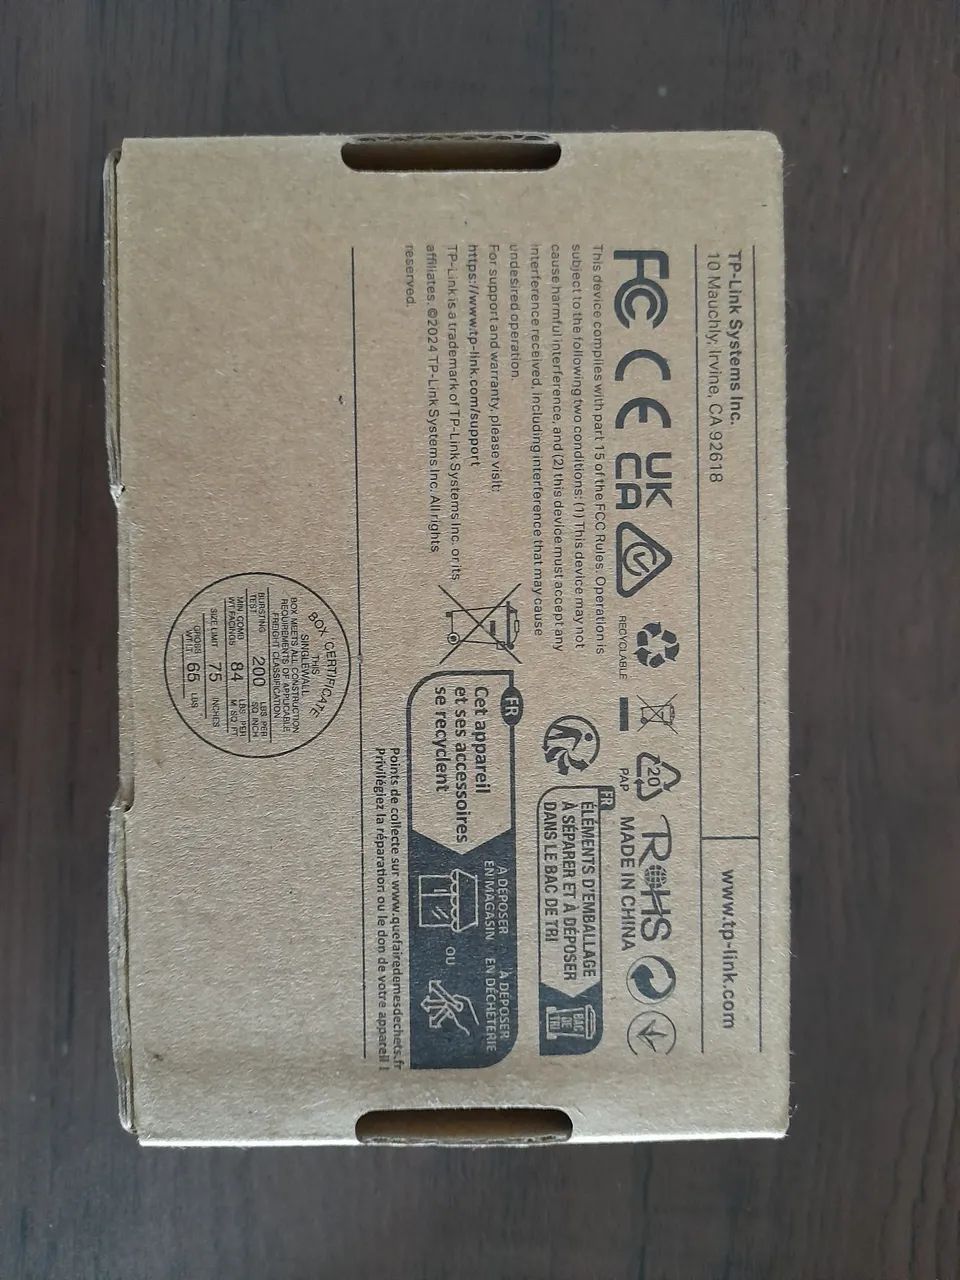 TP-Link Systems Inc.
10 Mauchly, Irvine, CA 92618
www.tp-link.com
FC CE UK
CA
RECYCLABLE
20
PAP
RoHS
MADE IN CHINA
This device complies with part 15 of the FCC Rules. Operation is
subject to the following two conditions: (1) This device may not
cause harmful interference, and (2) this device must accept any
interference received, including interference that may cause
undesired operation.
For support and warranty, please visit:
https://www.tp-link.com/support
TP-Link is a trademark of TP-Link Systems Inc. or its
affiliates. ©2024 TP-Link Systems Inc. All rights
reserved.
FR
ÉLÉMENTS D'EMBALLAGE
À SÉPARER ET À DÉPOSER
DANS LE BAC DE TRI
BAC
DE
TRI
FR
Cet appareil
et ses accessoires
se recyclent
À DÉPOSER
EN MAGASIN
OU
À DÉPOSER
EN DÉCHÈTERIE
Points de collecte sur www.quefairedemesdechets.fr
Privilégiez la réparation ou le don de votre appareil !
BOX CERTIFICATE
THIS
SINGLEWALL
BOX MEETS ALL CONSTRUCTION
REQUIREMENTS OF APPLICABLE
FREIGHT CLASSIFICATION
BURSTING TEST 200 LBS PER SQ INCH
MIN COMB WT FACINGS 84 LBS PER M SQ FT
SIZE LIMIT 75 INCHES
GROSS WT LT 65 LBS